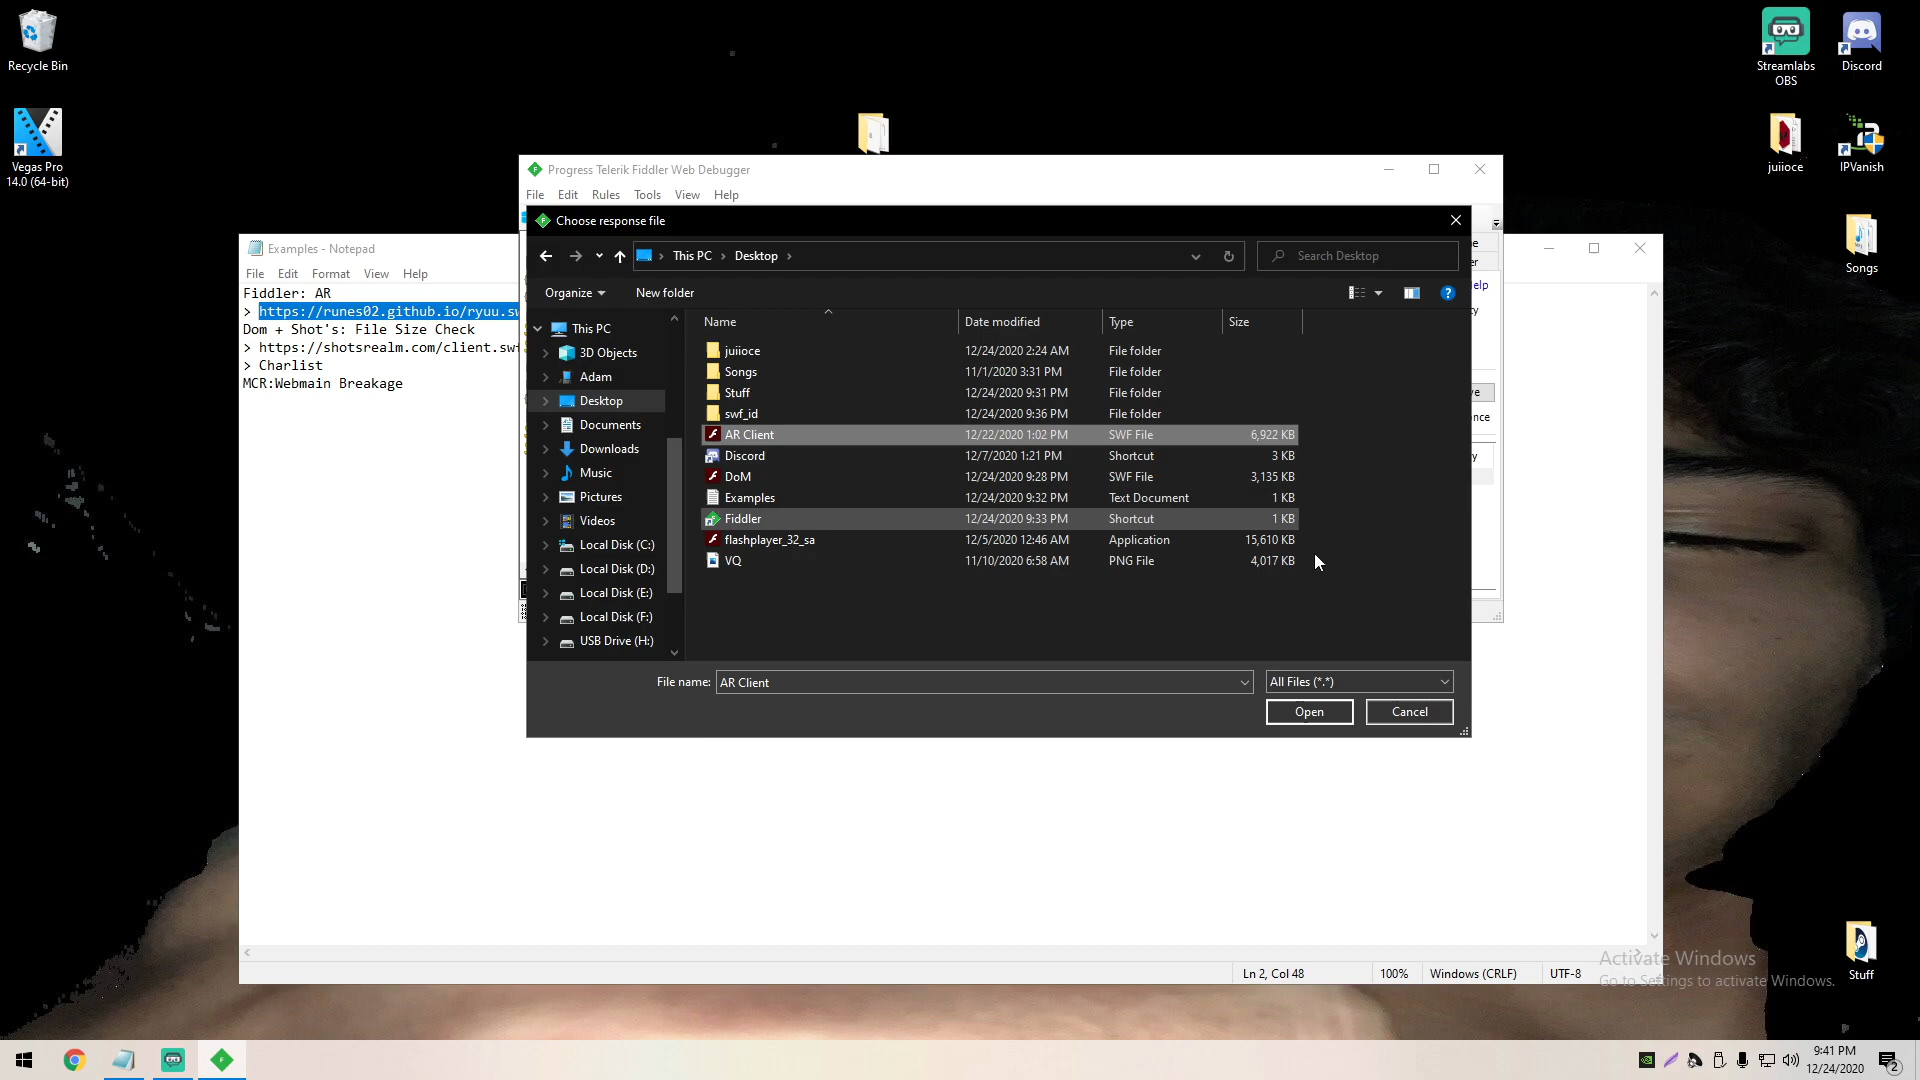 Recycle Bin
Vegas Pro
14.0 (64-bit)
Streamlabs
OBS
Discord
juiioce
IPVanish
Songs
Stuff
Progress Telerik Fiddler Web Debugger
File Edit Rules Tools View Help
Choose response file
This PC > Desktop >
Search Desktop
Organize
New folder
This PC
3D Objects
Adam
Desktop
Documents
Downloads
Music
Pictures
Videos
Local Disk (C:)
Local Disk (D:)
Local Disk (E:)
Local Disk (F:)
USB Drive (H:)
Name Date modified Type Size
juiioce 12/24/2020 2:24 AM File folder
Songs 11/1/2020 3:31 PM File folder
Stuff 12/24/2020 9:31 PM File folder
swf_id 12/24/2020 9:36 PM File folder
AR Client 12/22/2020 1:02 PM SWF File 6,922 KB
Discord 12/7/2020 1:21 PM Shortcut 3 KB
DoM 12/24/2020 9:28 PM SWF File 3,135 KB
Examples 12/24/2020 9:32 PM Text Document 1 KB
Fiddler 12/24/2020 9:33 PM Shortcut 1 KB
flashplayer_32_sa 12/5/2020 12:46 AM Application 15,610 KB
VQ 11/10/2020 6:58 AM PNG File 4,017 KB
File name: AR Client
All Files (*.*)
Open Cancel
Examples - Notepad
File Edit Format View Help
Fiddler: AR
> https://runes02.github.io/ryuu.sw
Dom + Shot's: File Size Check
> https://shotsrealm.com/client.swf
> Charlist
MCR:Webmain Breakage
Ln 2, Col 48 100% Windows (CRLF) UTF-8
Activate Windows
Go to Settings to activate Windows.
9:41 PM
12/24/2020
2